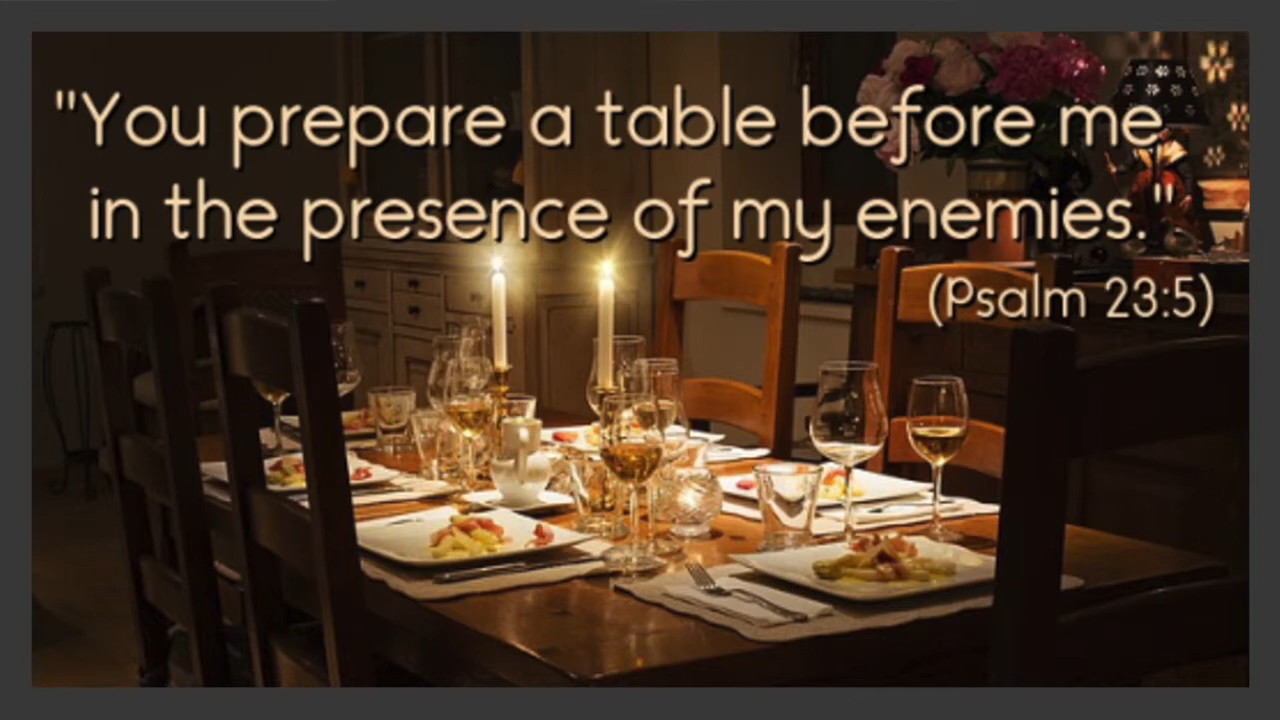 "You prepare a table before me
in the presence of my enemies."
(Psalm 23:5)